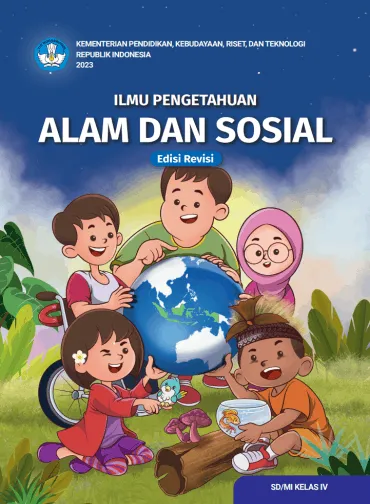 KEMENTERIAN PENDIDIKAN, KEBUDAYAAN, RISET, DAN TEKNOLOGI
REPUBLIK INDONESIA
2023
ILMU PENGETAHUAN
ALAM DAN SOSIAL
Edisi Revisi
SD/MI KELAS IV